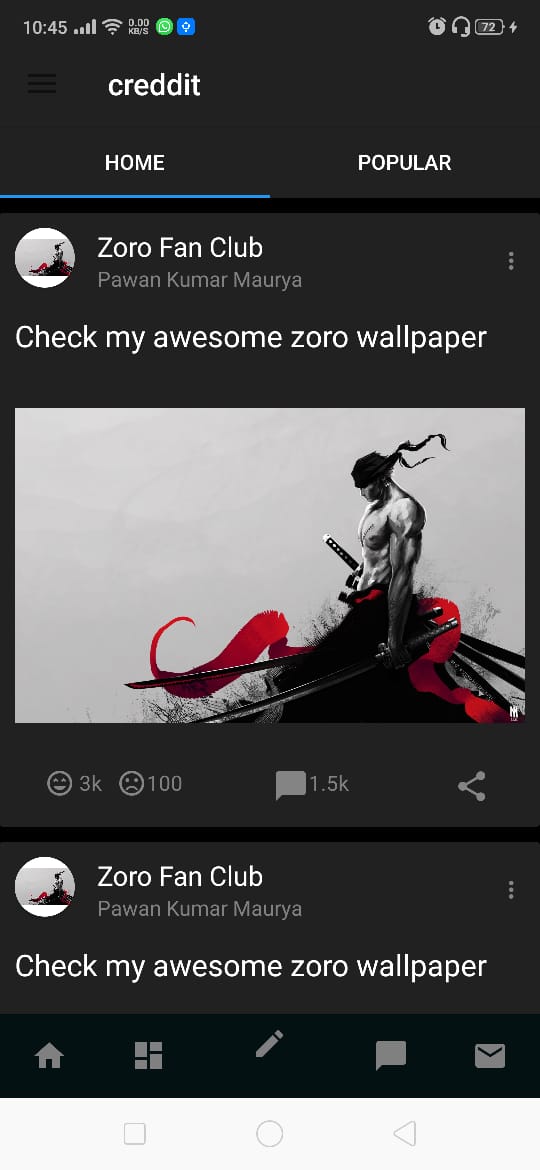 10:45
0.00
KB/S
72
creddit
HOME
POPULAR
Zoro Fan Club
Pawan Kumar Maurya
Check my awesome zoro wallpaper
3k
100
1.5k
Zoro Fan Club
Pawan Kumar Maurya
Check my awesome zoro wallpaper